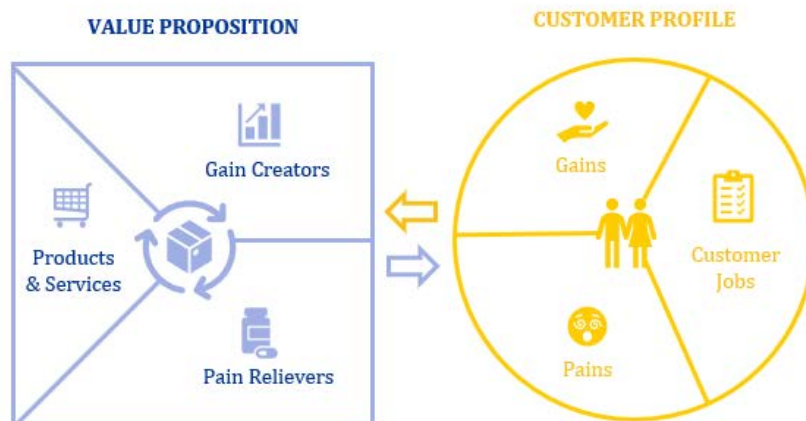 VALUE PROPOSITION
CUSTOMER PROFILE
Gain Creators
Products
& Services
Pain Relievers
Gains
Customer
Jobs
Pains